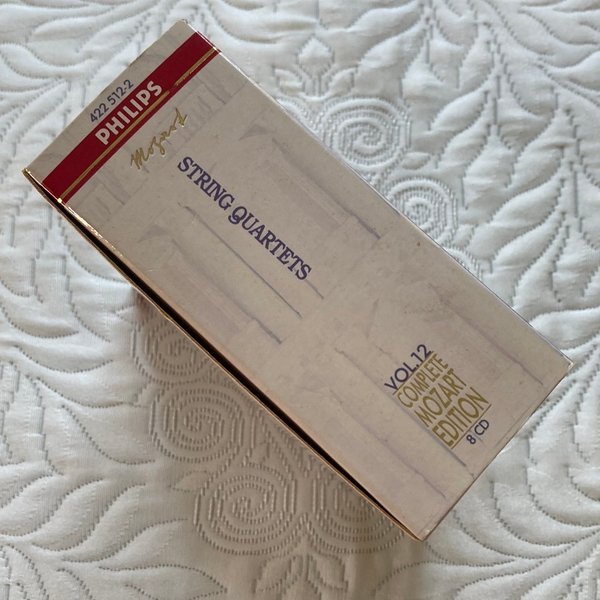 422 512-2
PHILIPS
Mozart
STRING QUARTETS
VOL.12
COMPLETE
MOZART
EDITION
8 CD